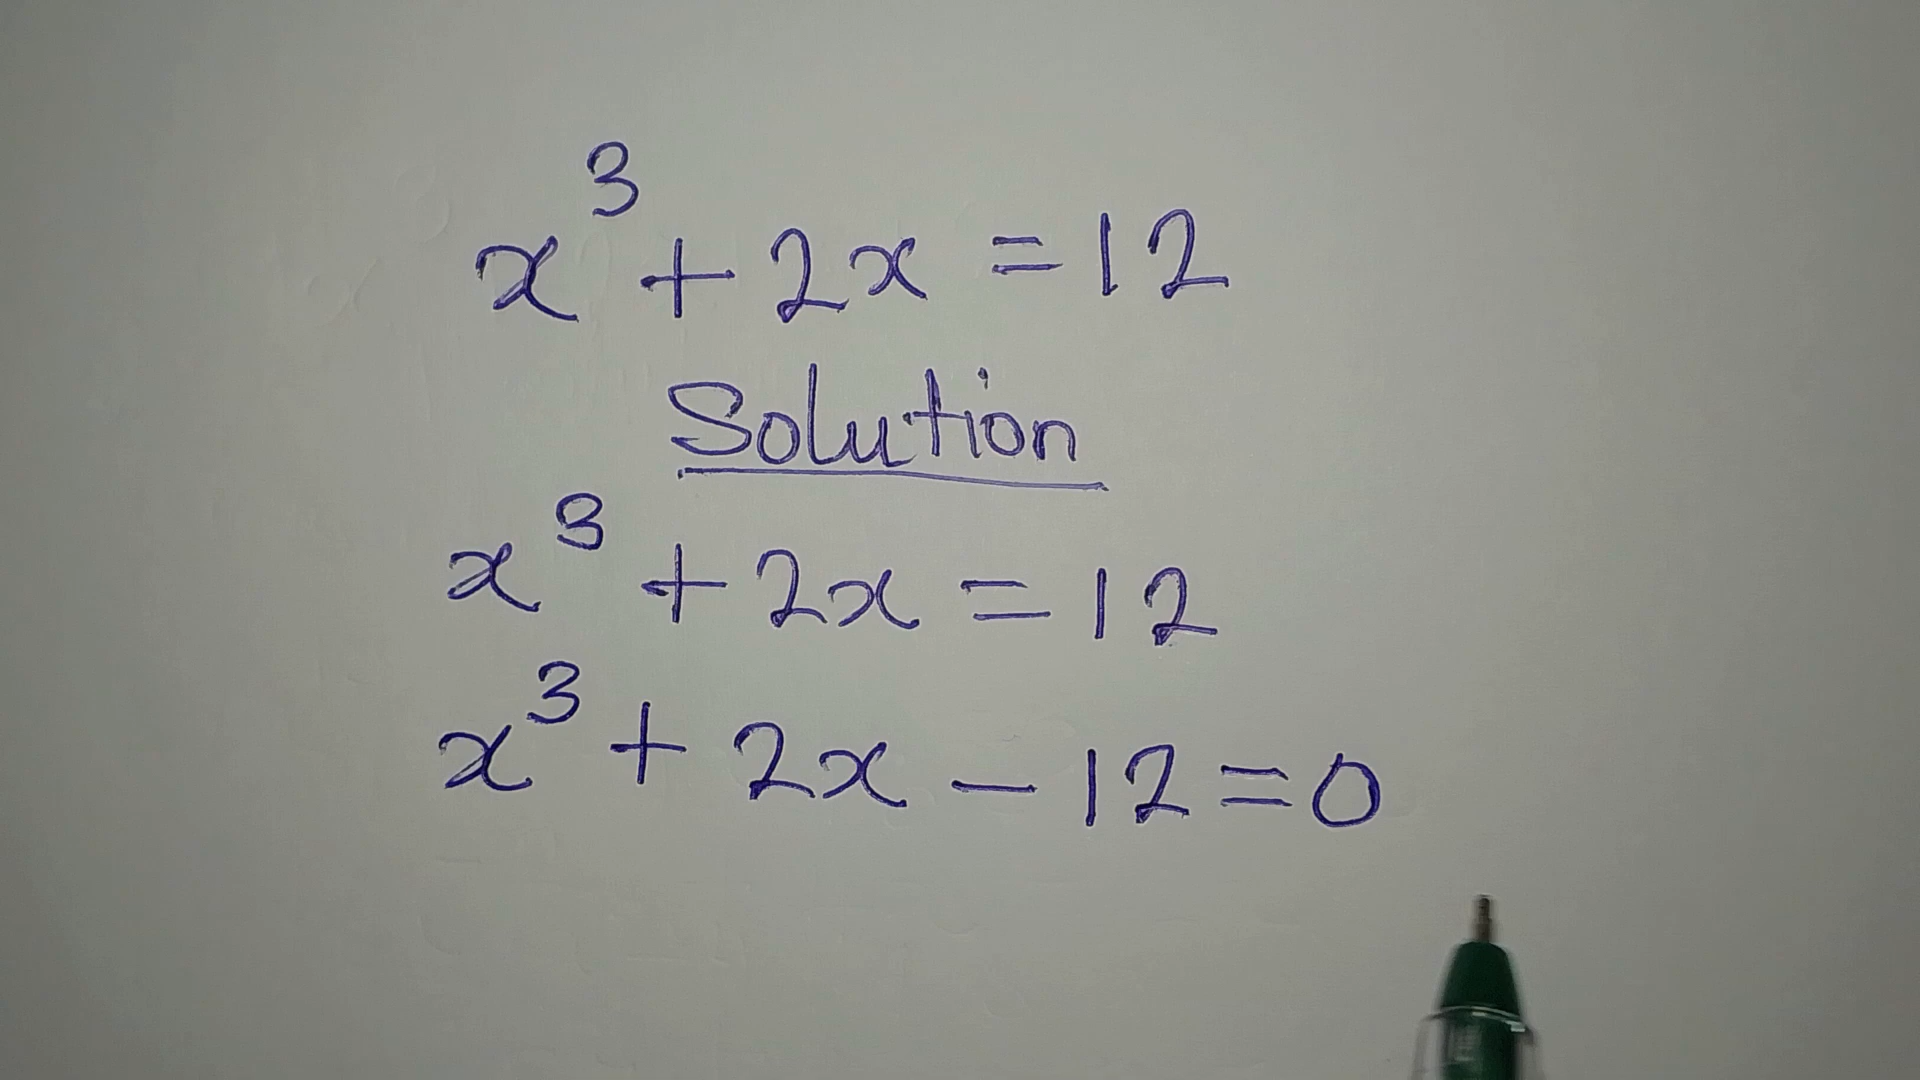 x³ + 2x = 12
Solution
x³ + 2x = 12
x³ + 2x − 12 = 0